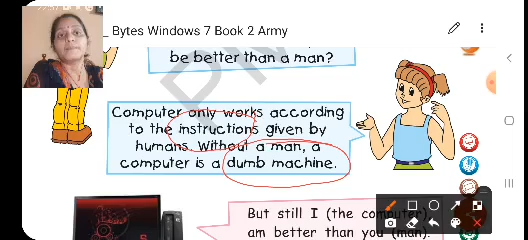 _ Bytes Windows 7 Book 2 Army
be better than a man?
Computer only works according
to the instructions given by
humans. Without a man, a
computer is a dumb machine.
But still I (the computer)
am better than you (man).